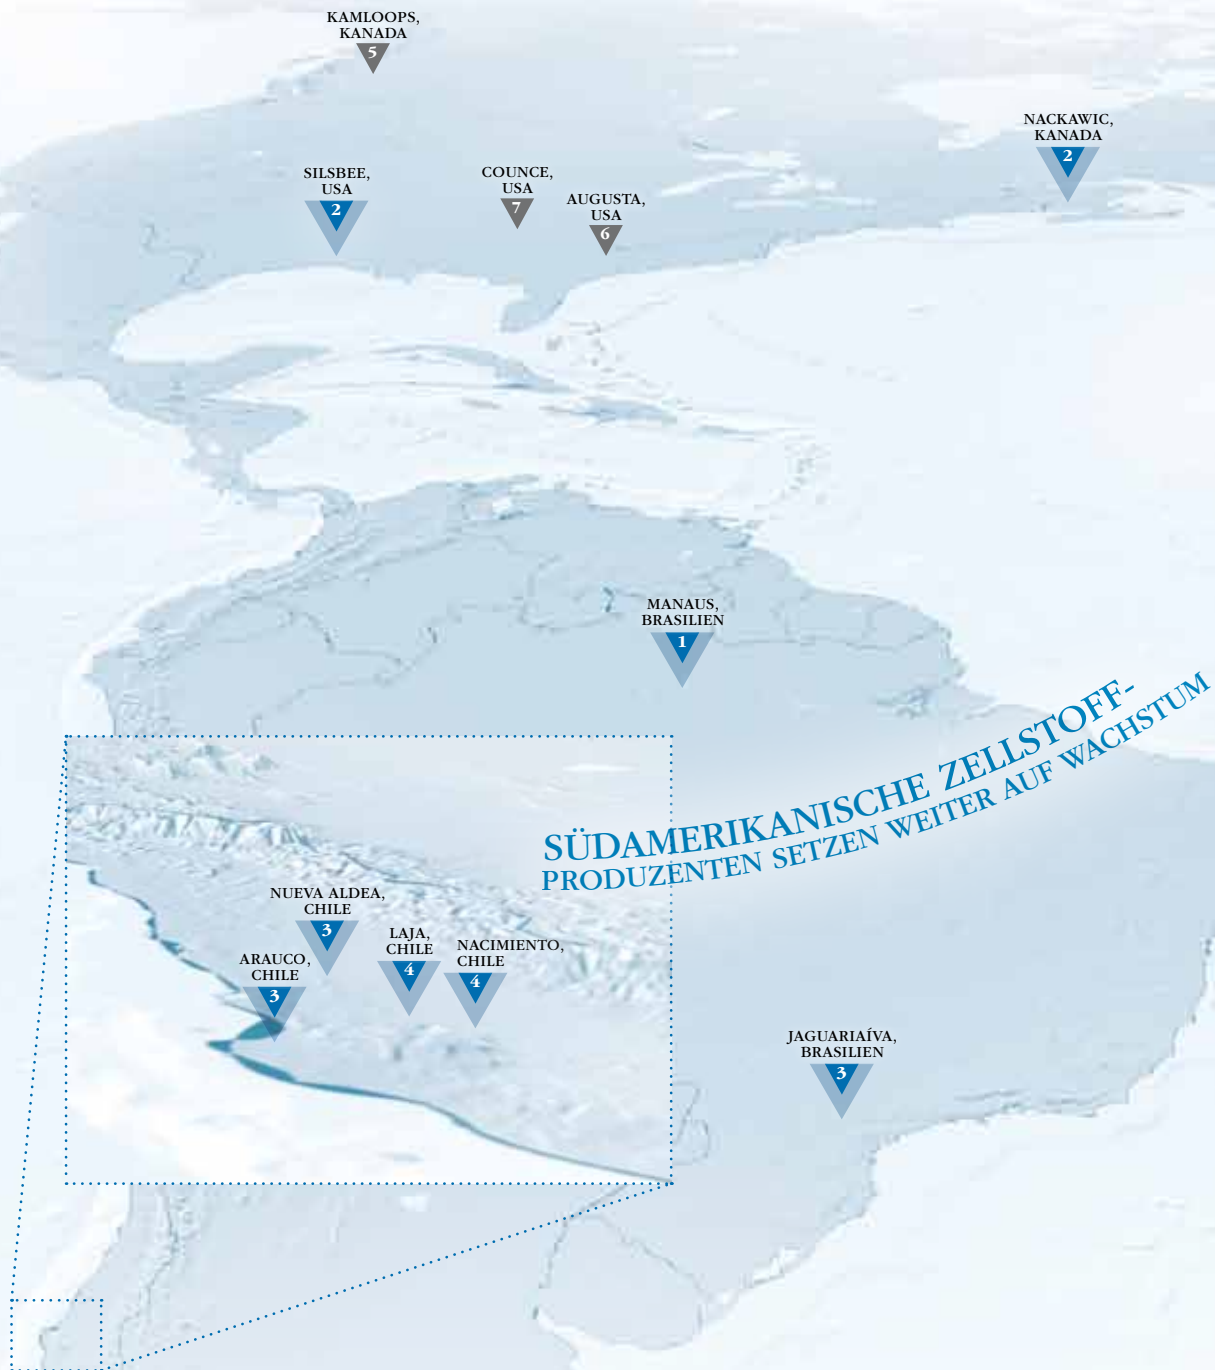 KAMLOOPS,
KANADA
5
NACKAWIC,
KANADA
2
SILSBEE,
USA
2
COUNCE,
USA
7
AUGUSTA,
USA
6
MANAUS,
BRASILIEN
1
SÜDAMERIKANISCHE ZELLSTOFF-
PRODUZENTEN SETZEN WEITER AUF WACHSTUM
NUEVA ALDEA,
CHILE
3
LAJA,
CHILE
4
NACIMIENTO,
CHILE
4
ARAUCO,
CHILE
3
JAGUARIAÍVA,
BRASILIEN
3